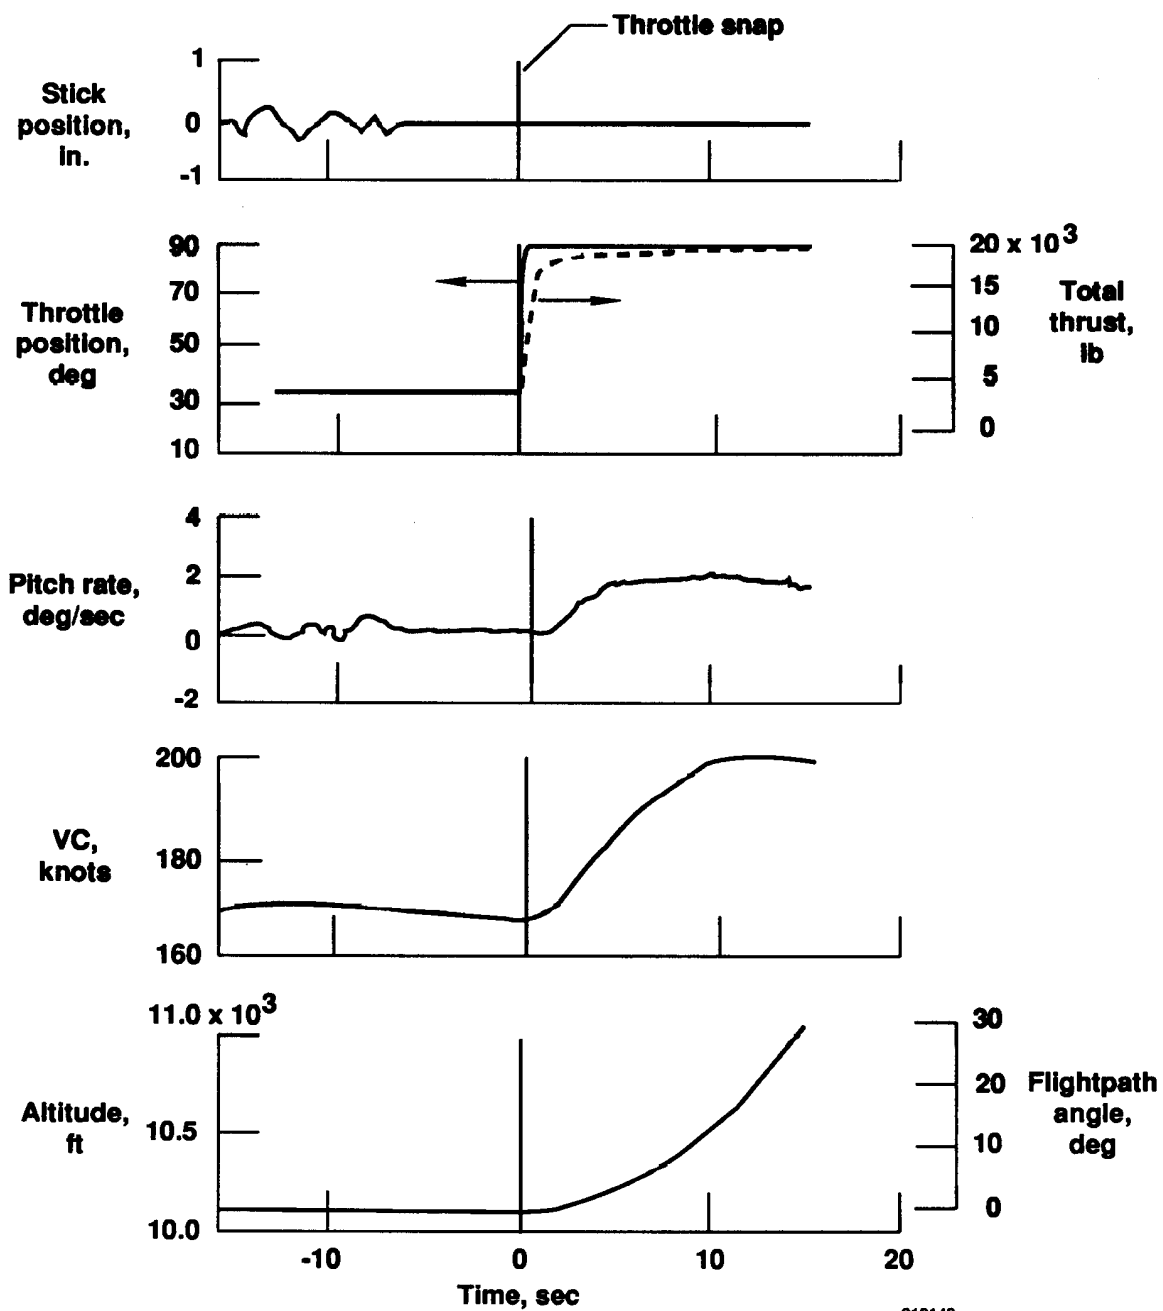 Throttle snap
1
Stick
position,
in.
0
-1
90
70
Throttle
position,
deg
50
30
10
20 x 10³
15
10
5
0
Total
thrust,
lb
4
Pitch rate,
deg/sec
2
0
-2
200
VC,
knots
180
160
11.0 x 10³
Altitude,
ft
10.5
10.0
30
20
10
0
Flightpath
angle,
deg
-10 0 10 20
Time, sec